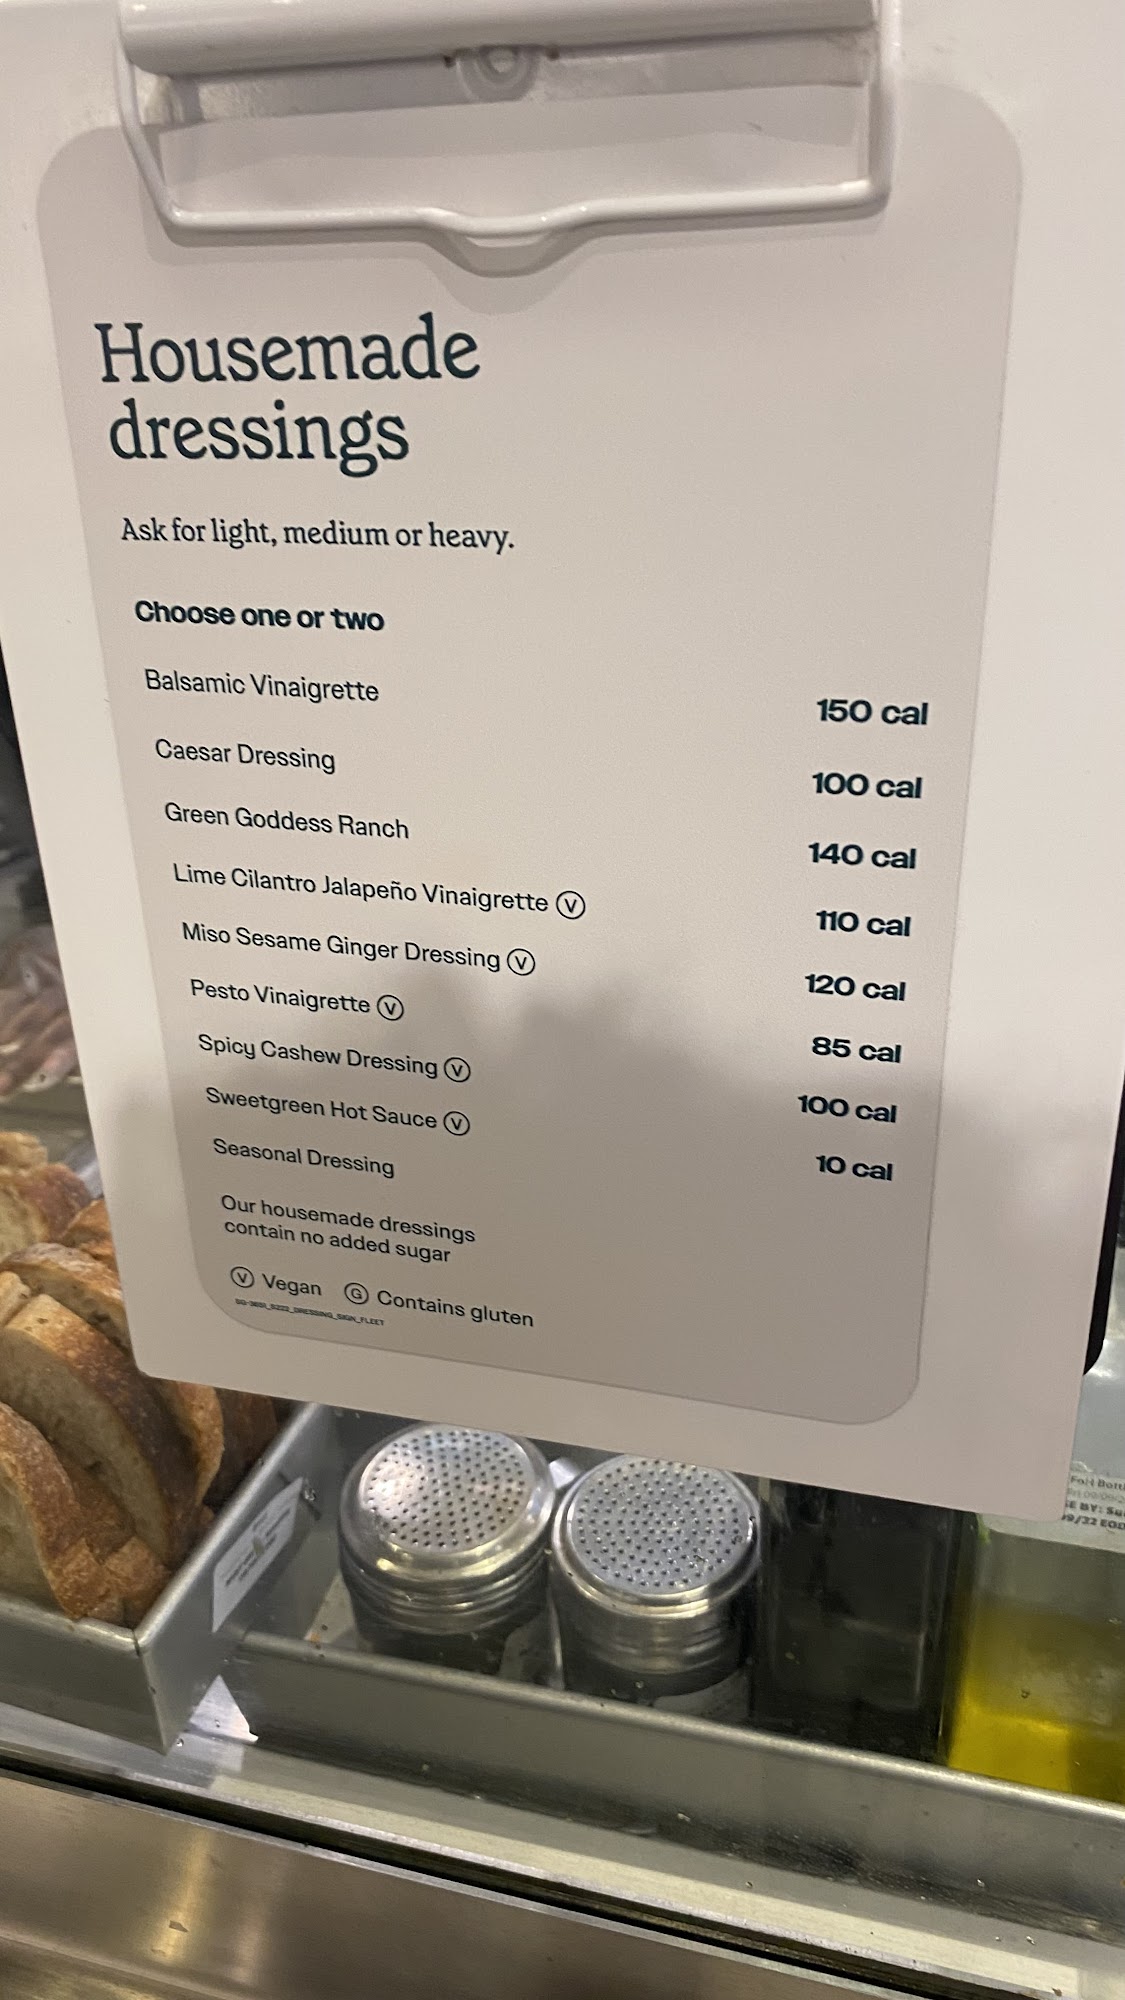 Housemade
dressings
Ask for light, medium or heavy.
Choose one or two
Balsamic Vinaigrette 150 cal
Caesar Dressing 100 cal
Green Goddess Ranch 140 cal
Lime Cilantro Jalapeño Vinaigrette Ⓥ 110 cal
Miso Sesame Ginger Dressing Ⓥ 120 cal
Pesto Vinaigrette Ⓥ 85 cal
Spicy Cashew Dressing Ⓥ 100 cal
Sweetgreen Hot Sauce Ⓥ 10 cal
Seasonal Dressing
Our housemade dressings
contain no added sugar
Ⓥ Vegan Ⓖ Contains gluten